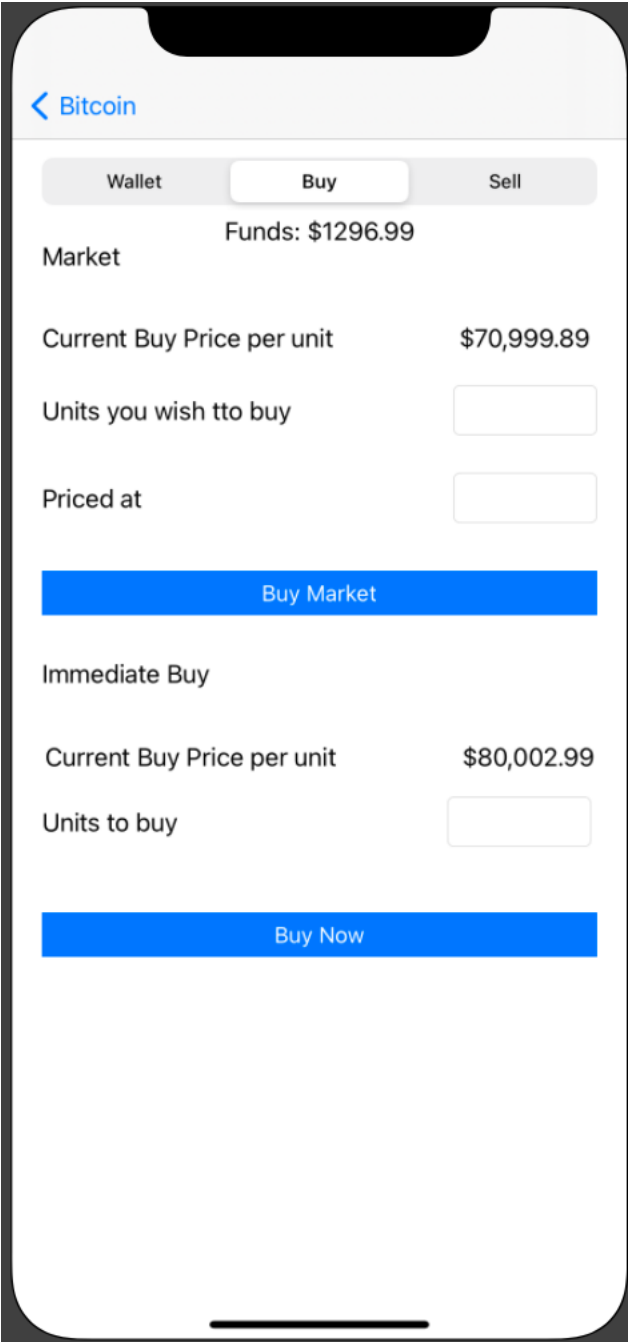 Bitcoin
Wallet Buy Sell
Funds: $1296.99
Market
Current Buy Price per unit $70,999.89
Units you wish tto buy
Priced at
Buy Market
Immediate Buy
Current Buy Price per unit $80,002.99
Units to buy
Buy Now